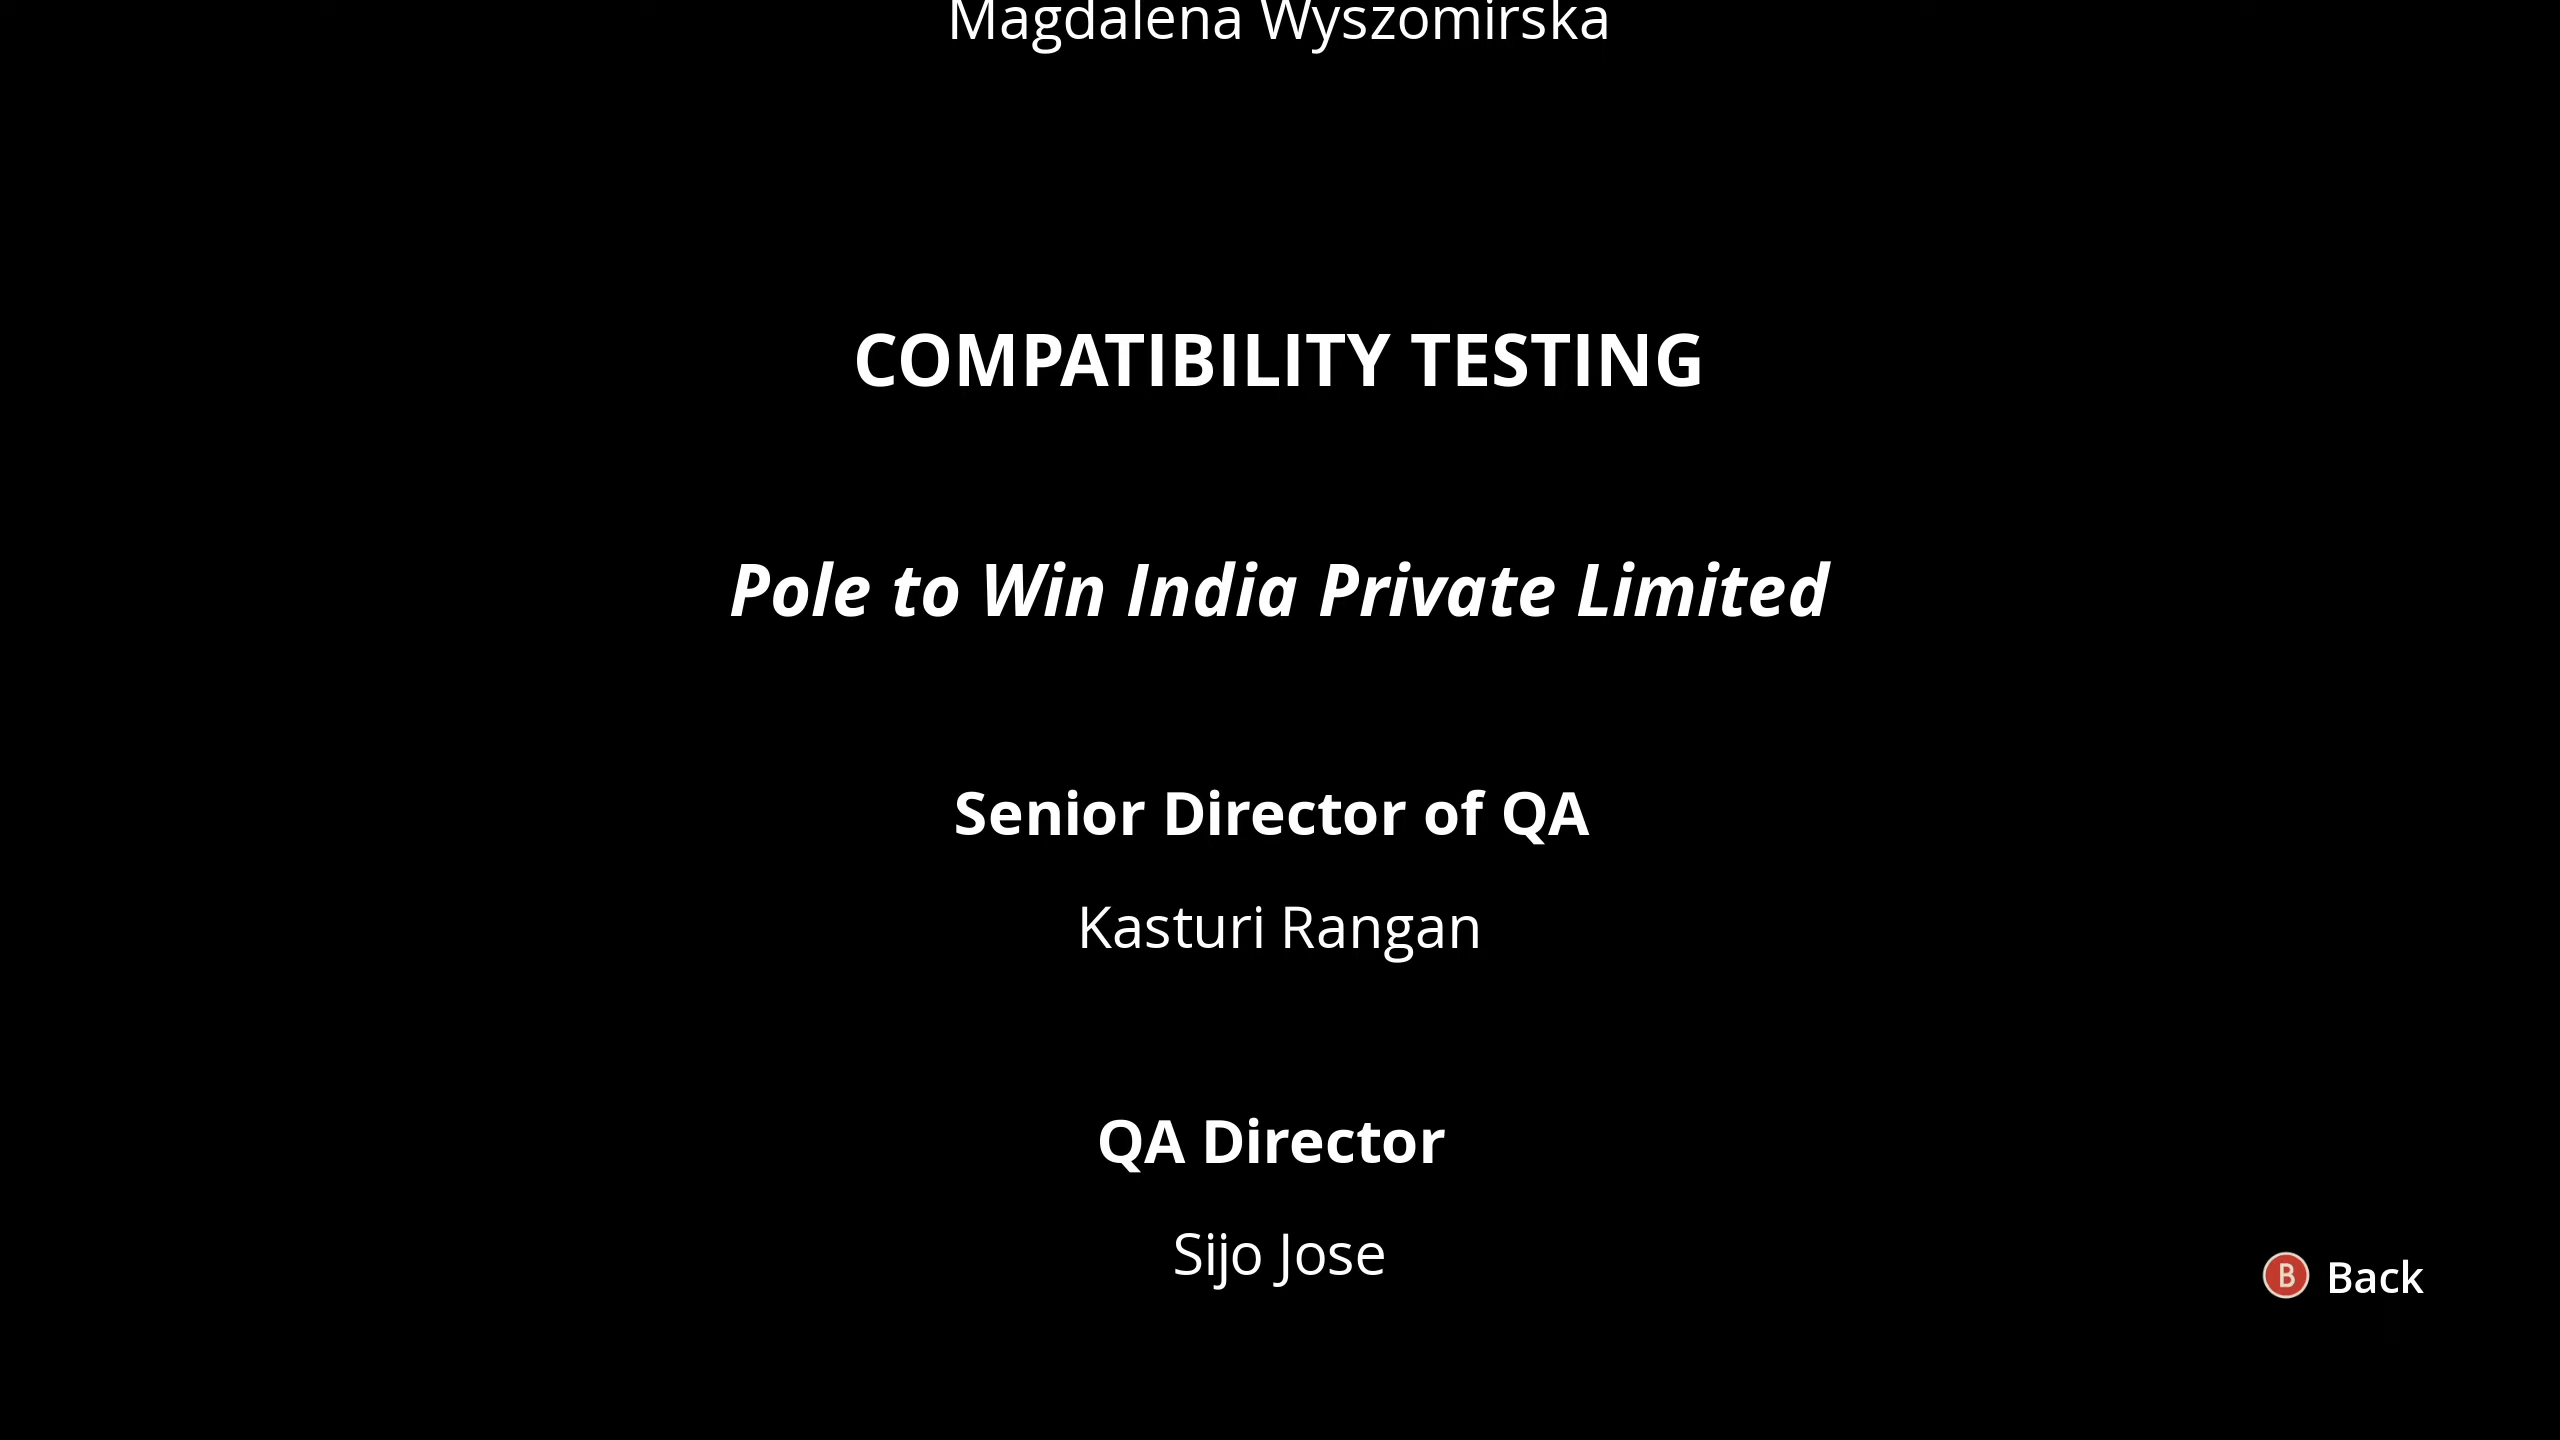 Magdalena Wyszomirska
COMPATIBILITY TESTING
Pole to Win India Private Limited
Senior Director of QA
Kasturi Rangan
QA Director
Sijo Jose
B Back